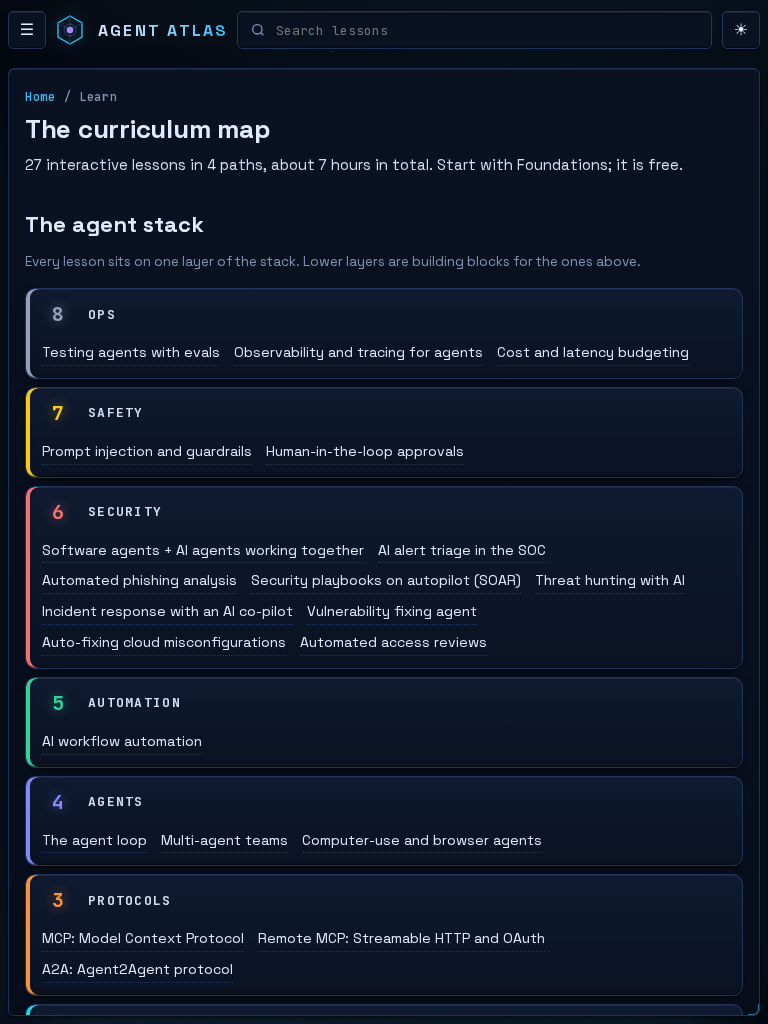 ☰ AGENT ATLAS Search lessons ☀
Home / Learn
The curriculum map
27 interactive lessons in 4 paths, about 7 hours in total. Start with Foundations; it is free.
The agent stack
Every lesson sits on one layer of the stack. Lower layers are building blocks for the ones above.
8 OPS
Testing agents with evals Observability and tracing for agents Cost and latency budgeting
7 SAFETY
Prompt injection and guardrails Human-in-the-loop approvals
6 SECURITY
Software agents + AI agents working together AI alert triage in the SOC
Automated phishing analysis Security playbooks on autopilot (SOAR) Threat hunting with AI
Incident response with an AI co-pilot Vulnerability fixing agent
Auto-fixing cloud misconfigurations Automated access reviews
5 AUTOMATION
AI workflow automation
4 AGENTS
The agent loop Multi-agent teams Computer-use and browser agents
3 PROTOCOLS
MCP: Model Context Protocol Remote MCP: Streamable HTTP and OAuth
A2A: Agent2Agent protocol